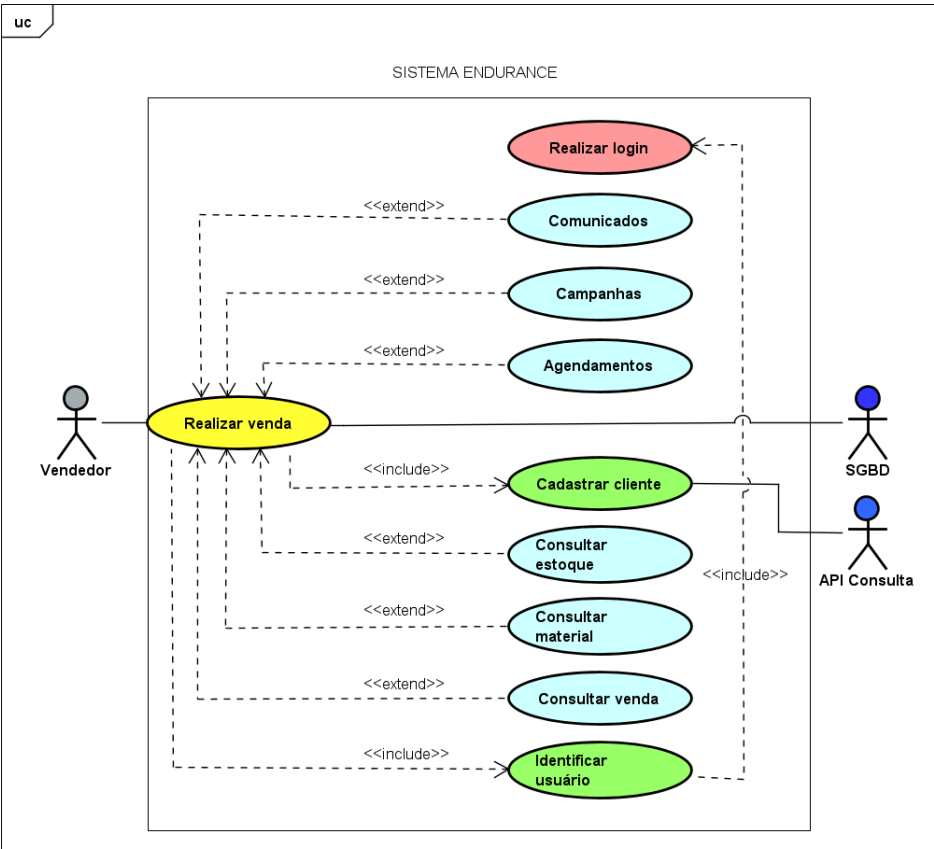 uc
SISTEMA ENDURANCE
Realizar login
<<extend>>
Comunicados
<<extend>>
Campanhas
<<extend>>
Agendamentos
Realizar venda
Vendedor
SGBD
<<include>>
Cadastrar cliente
<<extend>>
Consultar
estoque
<<include>>
API Consulta
<<extend>>
Consultar
material
<<extend>>
Consultar venda
<<include>>
Identificar
usuário